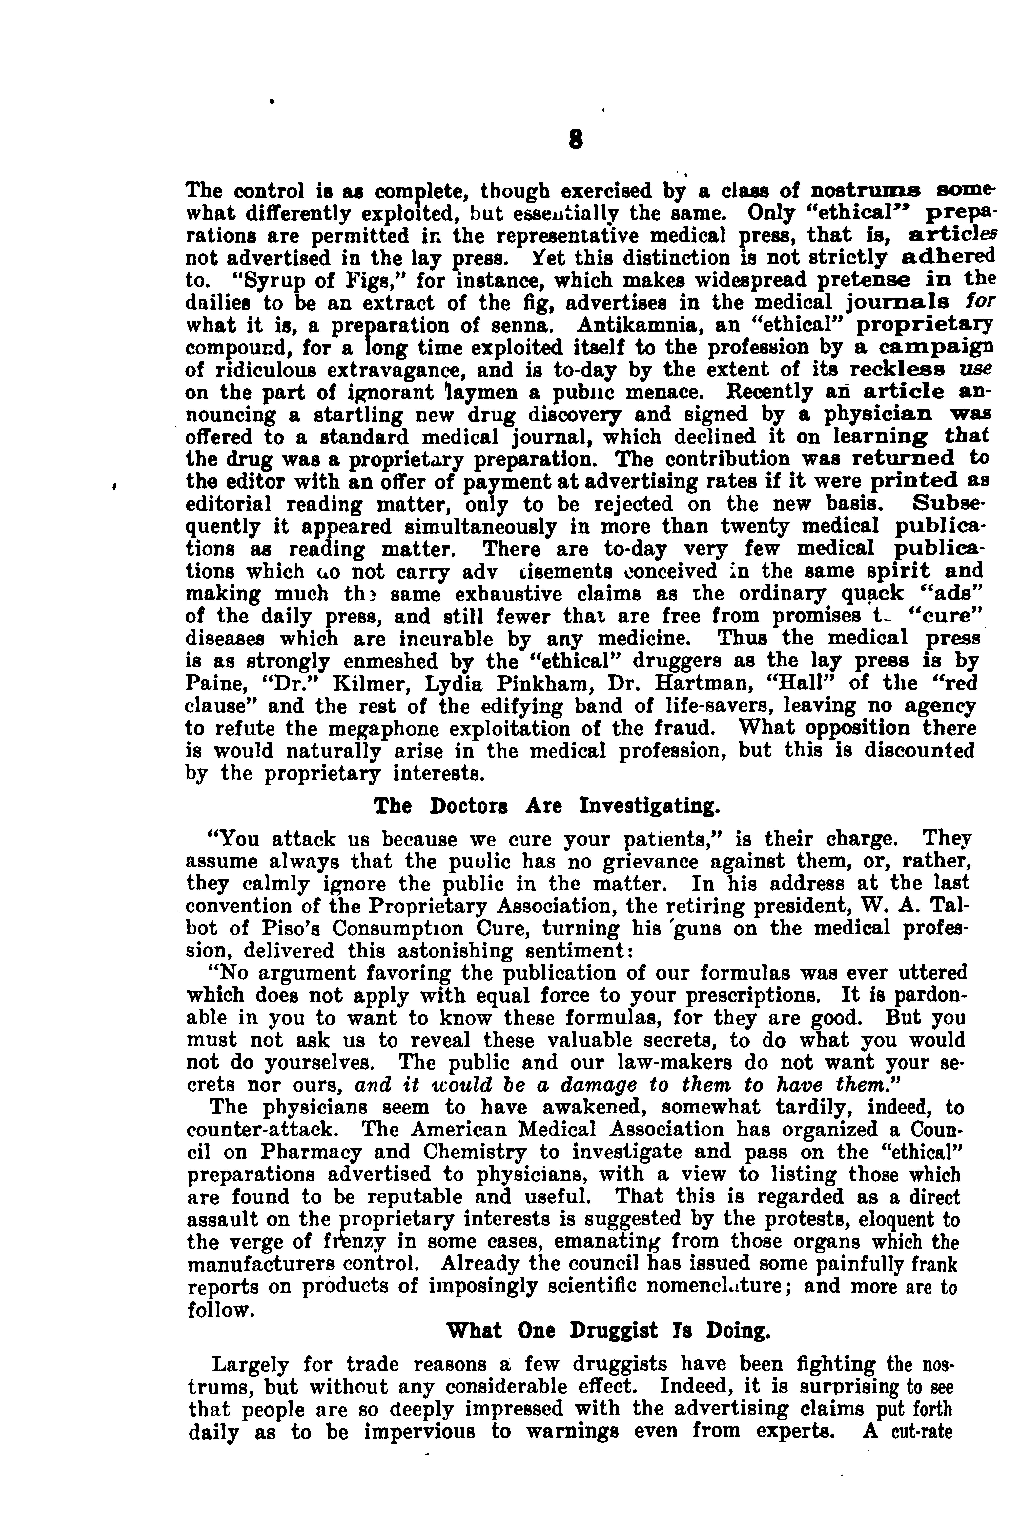 8
The control is as complete, though exercised by a class of nostrums some-
what differently exploited, but essentially the same. Only "ethical" prepa-
rations are permitted in the representative medical press, that is, articles
not advertised in the lay press. Yet this distinction is not strictly adhered
to. "Syrup of Figs," for instance, which makes widespread pretense in the
dailies to be an extract of the fig, advertises in the medical journals for
what it is, a preparation of senna. Antikamnia, an "ethical" proprietary
compound, for a long time exploited itself to the profession by a campaign
of ridiculous extravagance, and is to-day by the extent of its reckless use
on the part of ignorant laymen a public menace. Recently an article an-
nouncing a startling new drug discovery and signed by a physician was
offered to a standard medical journal, which declined it on learning that
the drug was a proprietary preparation. The contribution was returned to
the editor with an offer of payment at advertising rates if it were printed as
editorial reading matter, only to be rejected on the new basis. Subse-
quently it appeared simultaneously in more than twenty medical publica-
tions as reading matter. There are to-day very few medical publica-
tions which do not carry adv tisements conceived in the same spirit and
making much the same exhaustive claims as the ordinary quack "ads"
of the daily press, and still fewer that are free from promises t "cure"
diseases which are incurable by any medicine. Thus the medical press
is as strongly enmeshed by the "ethical" druggers as the lay press is by
Paine, "Dr." Kilmer, Lydia Pinkham, Dr. Hartman, "Hall" of the "red
clause" and the rest of the edifying band of life-savers, leaving no agency
to refute the megaphone exploitation of the fraud. What opposition there
is would naturally arise in the medical profession, but this is discounted
by the proprietary interests.
The Doctors Are Investigating.
"You attack us because we cure your patients," is their charge. They
assume always that the public has no grievance against them, or, rather,
they calmly ignore the public in the matter. In his address at the last
convention of the Proprietary Association, the retiring president, W. A. Tal-
bot of Piso's Consumption Cure, turning his guns on the medical profes-
sion, delivered this astonishing sentiment:
"No argument favoring the publication of our formulas was ever uttered
which does not apply with equal force to your prescriptions. It is pardon-
able in you to want to know these formulas, for they are good. But you
must not ask us to reveal these valuable secrets, to do what you would
not do yourselves. The public and our law-makers do not want your se-
crets nor ours, and it would be a damage to them to have them."
The physicians seem to have awakened, somewhat tardily, indeed, to
counter-attack. The American Medical Association has organized a Coun-
cil on Pharmacy and Chemistry to investigate and pass on the "ethical"
preparations advertised to physicians, with a view to listing those which
are found to be reputable and useful. That this is regarded as a direct
assault on the proprietary interests is suggested by the protests, eloquent to
the verge of frenzy in some cases, emanating from those organs which the
manufacturers control. Already the council has issued some painfully frank
reports on products of imposingly scientific nomenclature; and more are to
follow.
What One Druggist Is Doing.
Largely for trade reasons a few druggists have been fighting the nos-
trums, but without any considerable effect. Indeed, it is surprising to see
that people are so deeply impressed with the advertising claims put forth
daily as to be impervious to warnings even from experts. A cut-rate